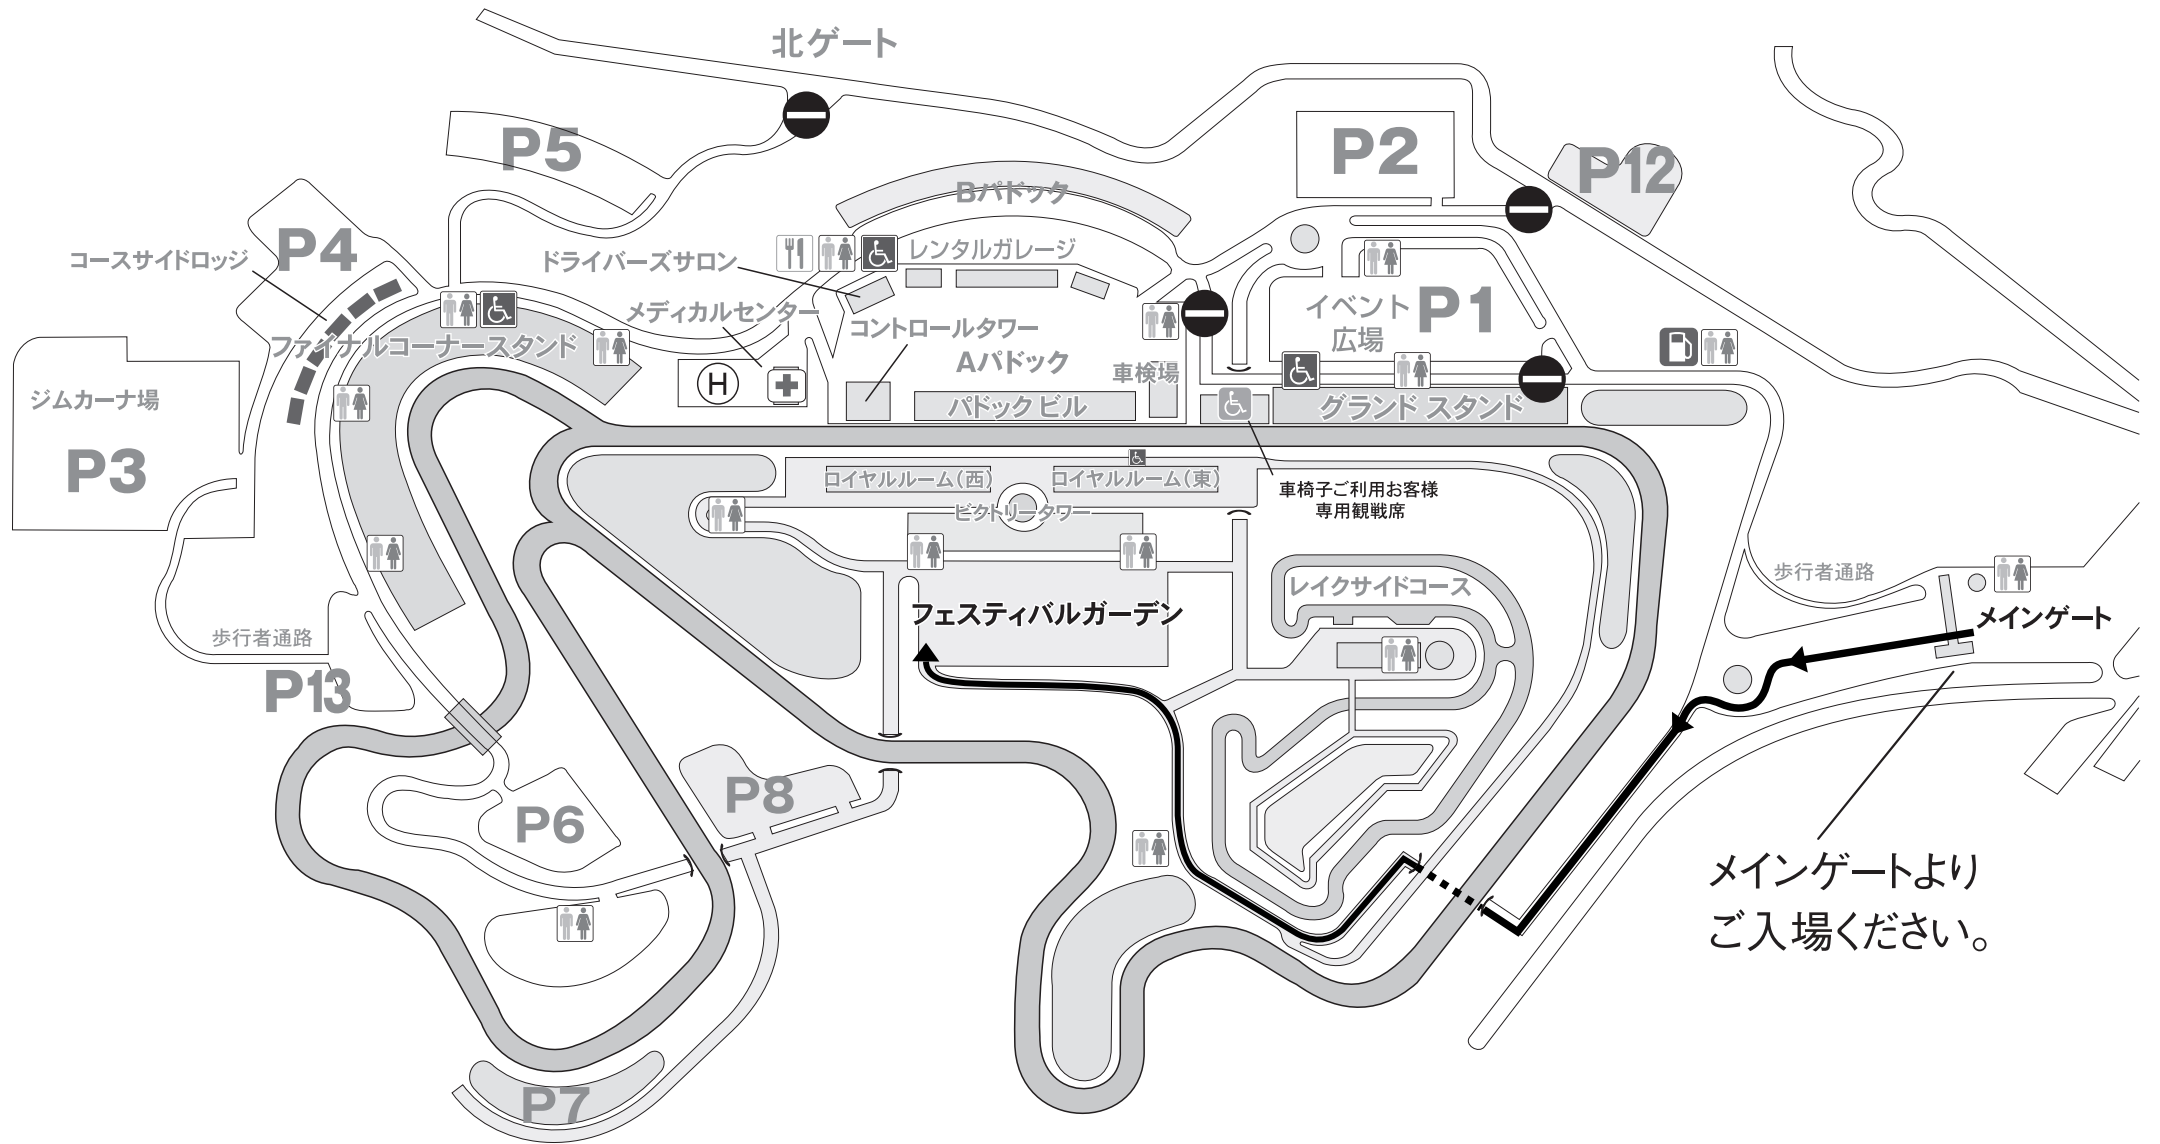 北ゲート
P5
P2
P12
Bパドック
P4
コースサイドロッジ
ドライバーズサロン
レンタルガレージ
メディカルセンター
コントロールタワー
イベント
広場
P1
ファイナルコーナースタンド
Aパドック
車検場
H
ジムカーナ場
P3
パドック ビル
グランド スタンド
ロイヤルルーム(西)
ロイヤルルーム(東)
車椅子ご利用お客様
専用観戦席
ビクトリータワー
歩行者通路
レイクサイドコース
フェスティバルガーデン
メインゲート
歩行者通路
P13
P8
P6
メインゲートより
ご入場ください。
P7